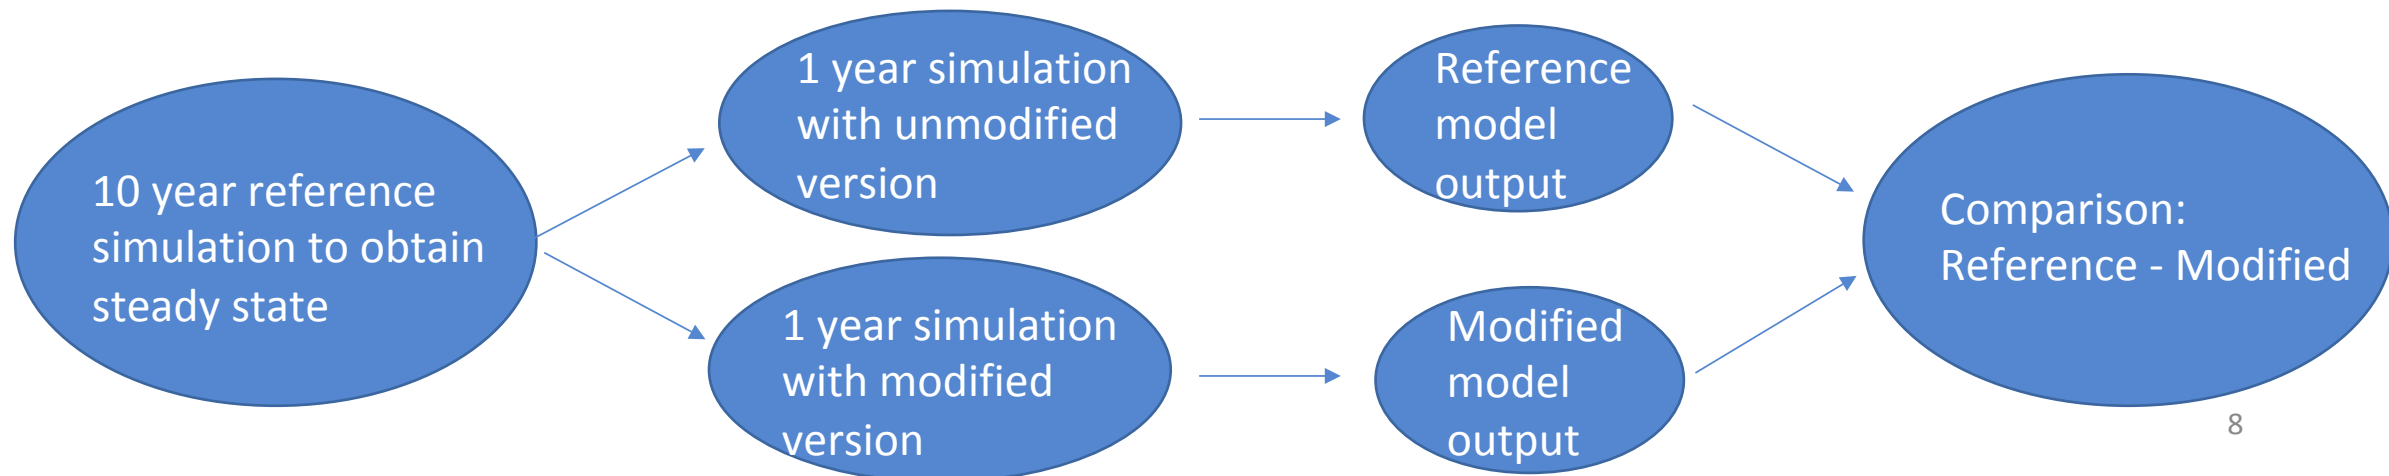 10 year reference
simulation to obtain
steady state
1 year simulation
with unmodified
version
Reference
model
output
1 year simulation
with modified
version
Modified
model
output
Comparison:
Reference - Modified
8